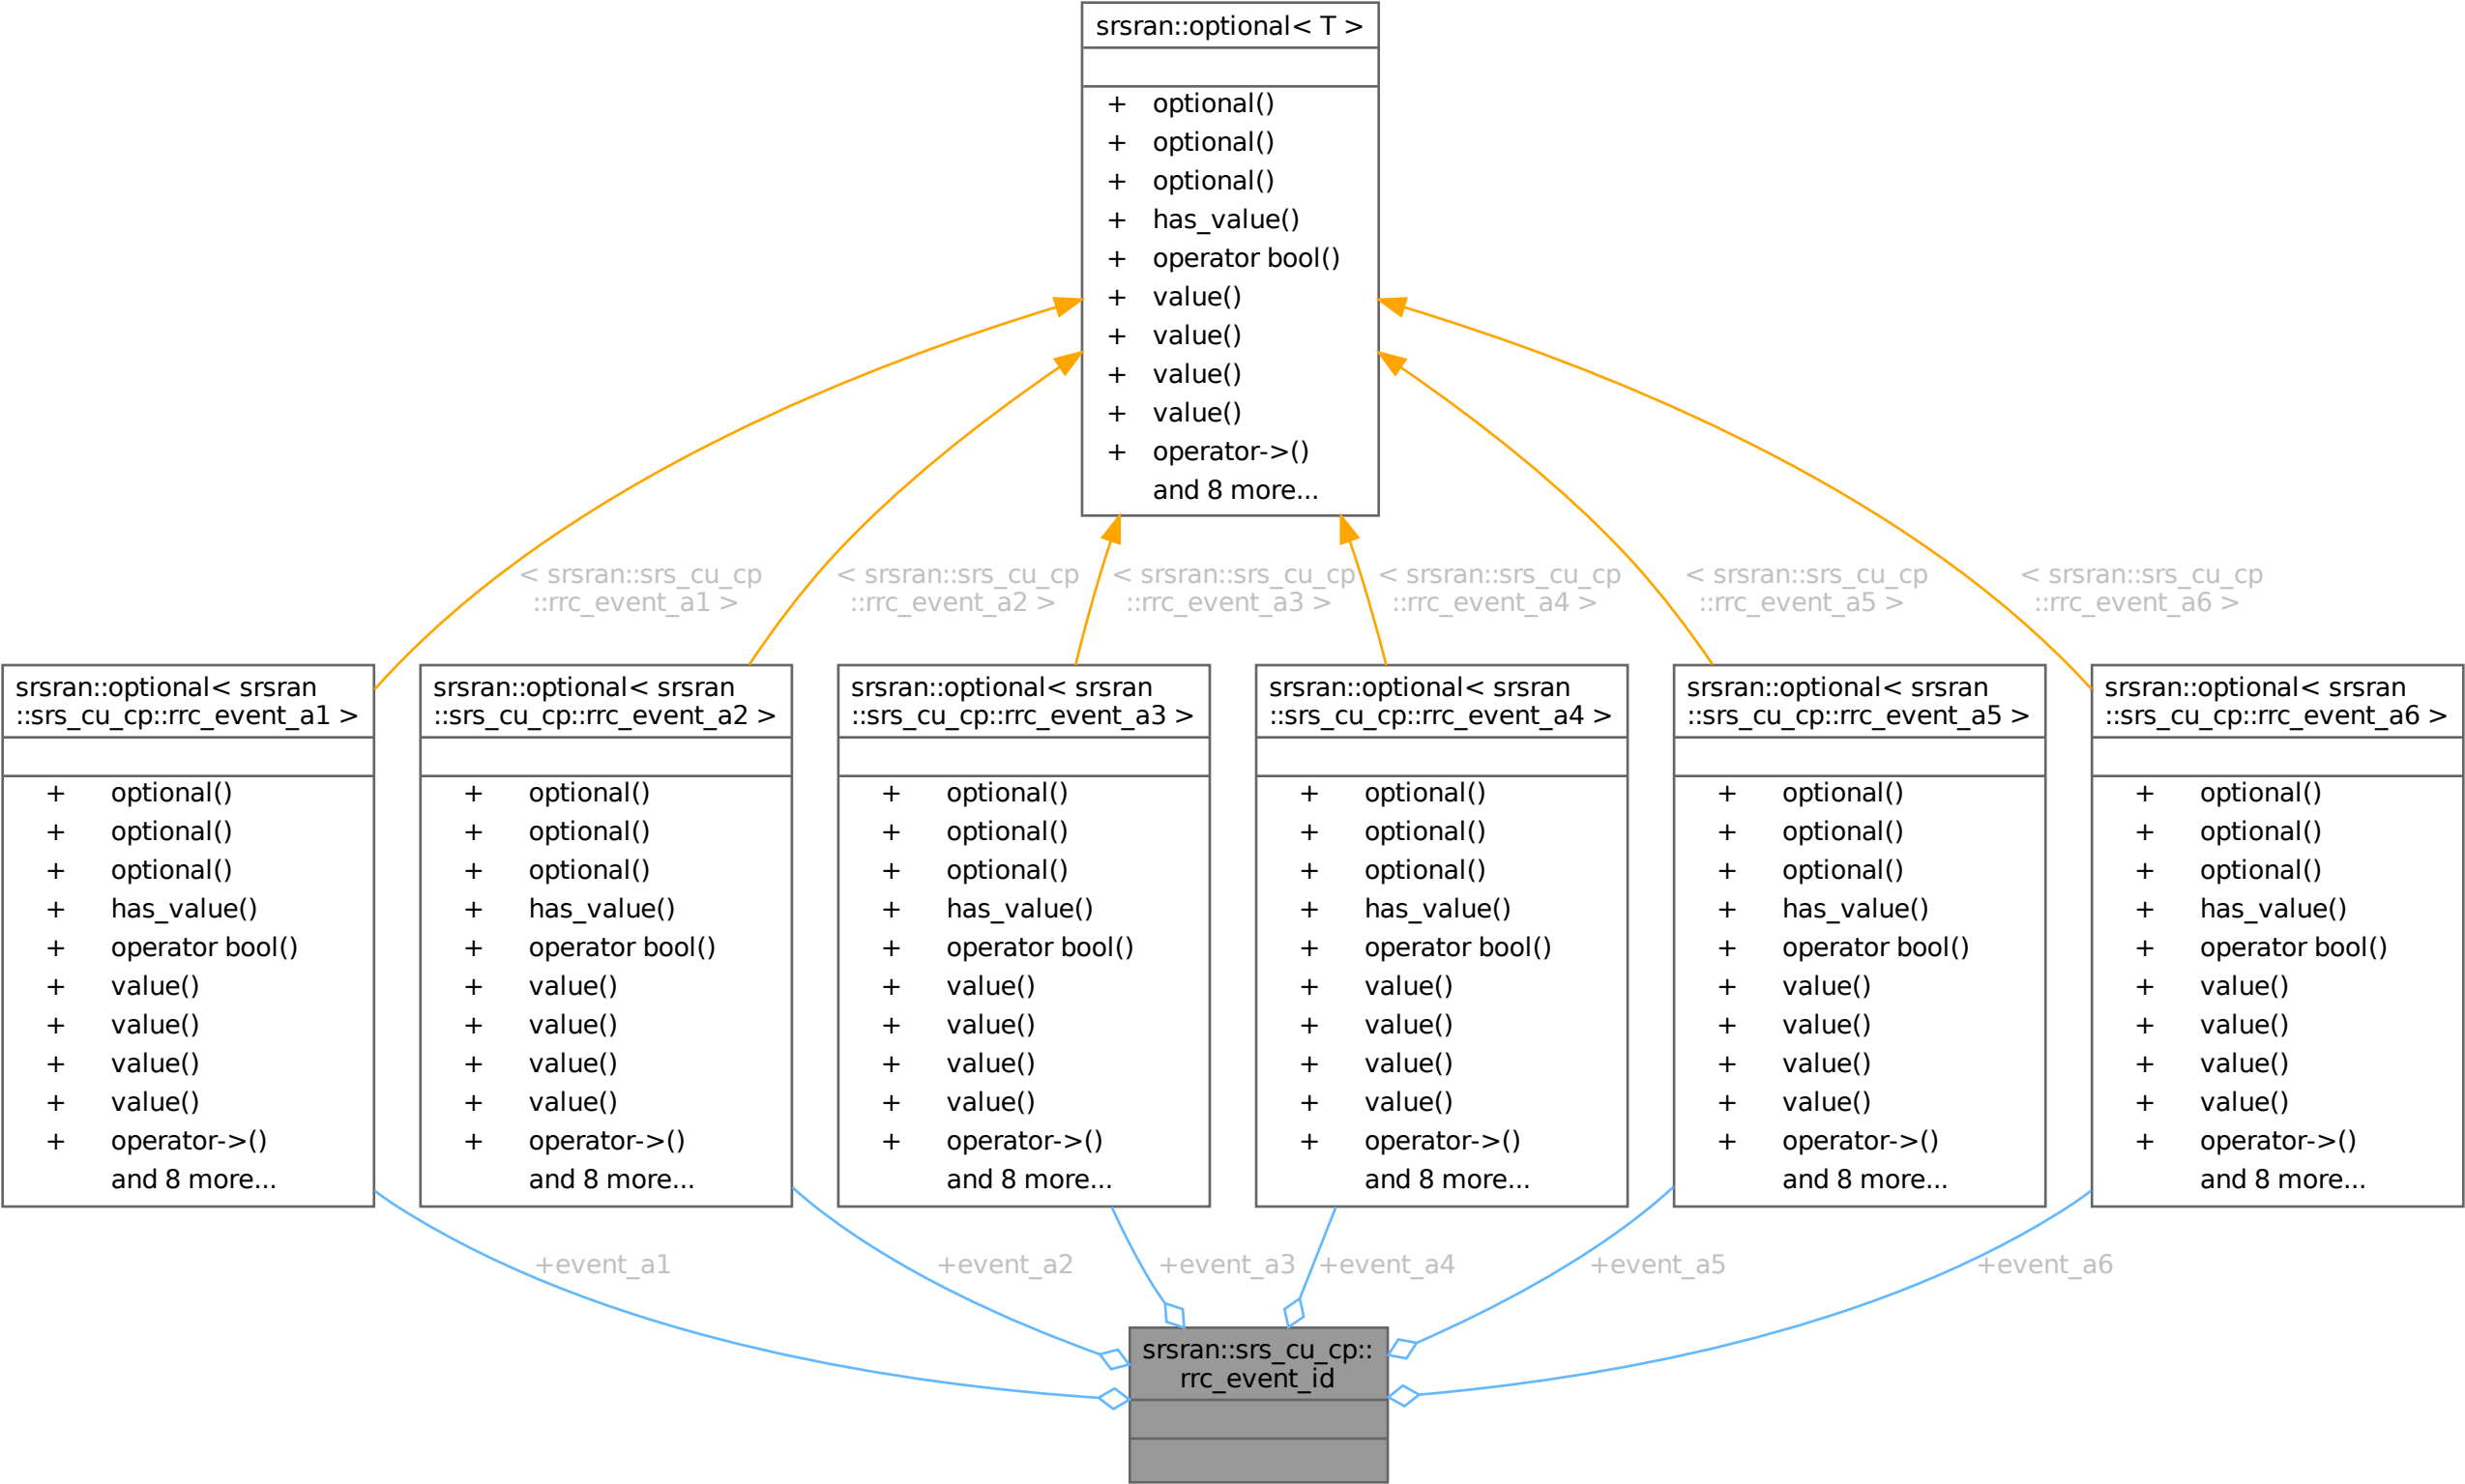 srsran::optional< T >
+ optional()
+ optional()
+ optional()
+ has_value()
+ operator bool()
+ value()
+ value()
+ value()
+ value()
+ operator->()
and 8 more...
< srsran::srs_cu_cp
::rrc_event_a1 >
< srsran::srs_cu_cp
::rrc_event_a2 >
< srsran::srs_cu_cp
::rrc_event_a3 >
< srsran::srs_cu_cp
::rrc_event_a4 >
< srsran::srs_cu_cp
::rrc_event_a5 >
< srsran::srs_cu_cp
::rrc_event_a6 >
srsran::optional< srsran
::srs_cu_cp::rrc_event_a1 >
+ optional()
+ optional()
+ optional()
+ has_value()
+ operator bool()
+ value()
+ value()
+ value()
+ value()
+ operator->()
and 8 more...
srsran::optional< srsran
::srs_cu_cp::rrc_event_a2 >
+ optional()
+ optional()
+ optional()
+ has_value()
+ operator bool()
+ value()
+ value()
+ value()
+ value()
+ operator->()
and 8 more...
srsran::optional< srsran
::srs_cu_cp::rrc_event_a3 >
+ optional()
+ optional()
+ optional()
+ has_value()
+ operator bool()
+ value()
+ value()
+ value()
+ value()
+ operator->()
and 8 more...
srsran::optional< srsran
::srs_cu_cp::rrc_event_a4 >
+ optional()
+ optional()
+ optional()
+ has_value()
+ operator bool()
+ value()
+ value()
+ value()
+ value()
+ operator->()
and 8 more...
srsran::optional< srsran
::srs_cu_cp::rrc_event_a5 >
+ optional()
+ optional()
+ optional()
+ has_value()
+ operator bool()
+ value()
+ value()
+ value()
+ value()
+ operator->()
and 8 more...
srsran::optional< srsran
::srs_cu_cp::rrc_event_a6 >
+ optional()
+ optional()
+ optional()
+ has_value()
+ operator bool()
+ value()
+ value()
+ value()
+ value()
+ operator->()
and 8 more...
+event_a1
+event_a2
+event_a3
+event_a4
+event_a5
+event_a6
srsran::srs_cu_cp::
rrc_event_id